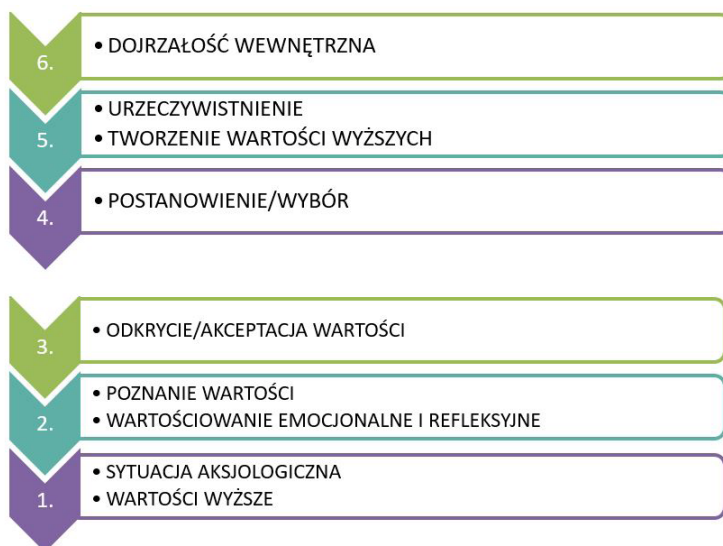 6.
• DOJRZAŁOŚĆ WEWNĘTRZNA
5.
• URZECZYWISTNIENIE
• TWORZENIE WARTOŚCI WYŻSZYCH
4.
• POSTANOWIENIE/WYBÓR
3.
• ODKRYCIE/AKCEPTACJA WARTOŚCI
2.
• POZNANIE WARTOŚCI
• WARTOŚCIOWANIE EMOCJONALNE I REFLEKSYJNE
1.
• SYTUACJA AKSJOLOGICZNA
• WARTOŚCI WYŻSZE